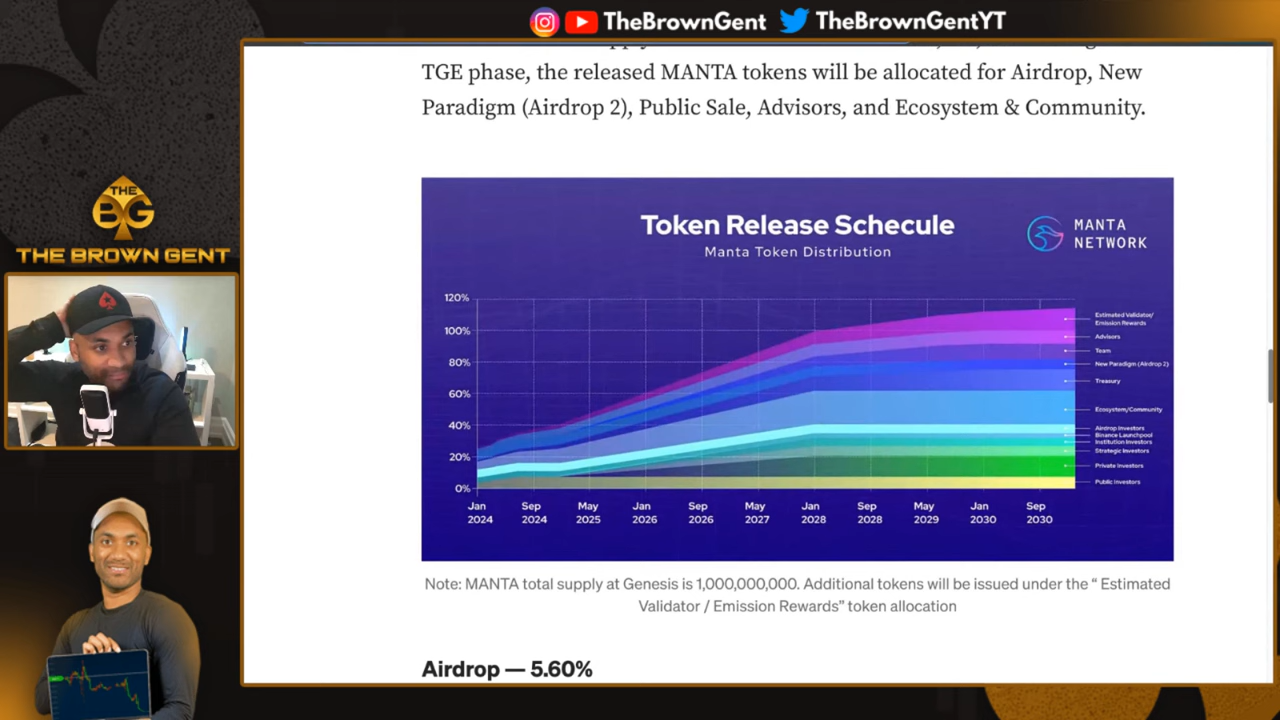 TheBrownGent TheBrownGentYT
THE
BG
THE BROWN GENT
TGE phase, the released MANTA tokens will be allocated for Airdrop, New
Paradigm (Airdrop 2), Public Sale, Advisors, and Ecosystem & Community.
Token Release Schecule
Manta Token Distribution
MANTA
NETWORK
120%
100%
80%
60%
40%
20%
0%
Jan
2024
Sep
2024
May
2025
Jan
2026
Sep
2026
May
2027
Jan
2028
Sep
2028
May
2029
Jan
2030
Sep
2030
Estimated Validator/
Emission Rewards
Advisors
Team
New Paradigm (Airdrop 2)
Treasury
Ecosystem/Community
Airdrop Investors
Binance Launchpool
Institution Investors
Strategic Investors
Private Investors
Public Investors
Note: MANTA total supply at Genesis is 1,000,000,000. Additional tokens will be issued under the “ Estimated
Validator / Emission Rewards” token allocation
Airdrop — 5.60%